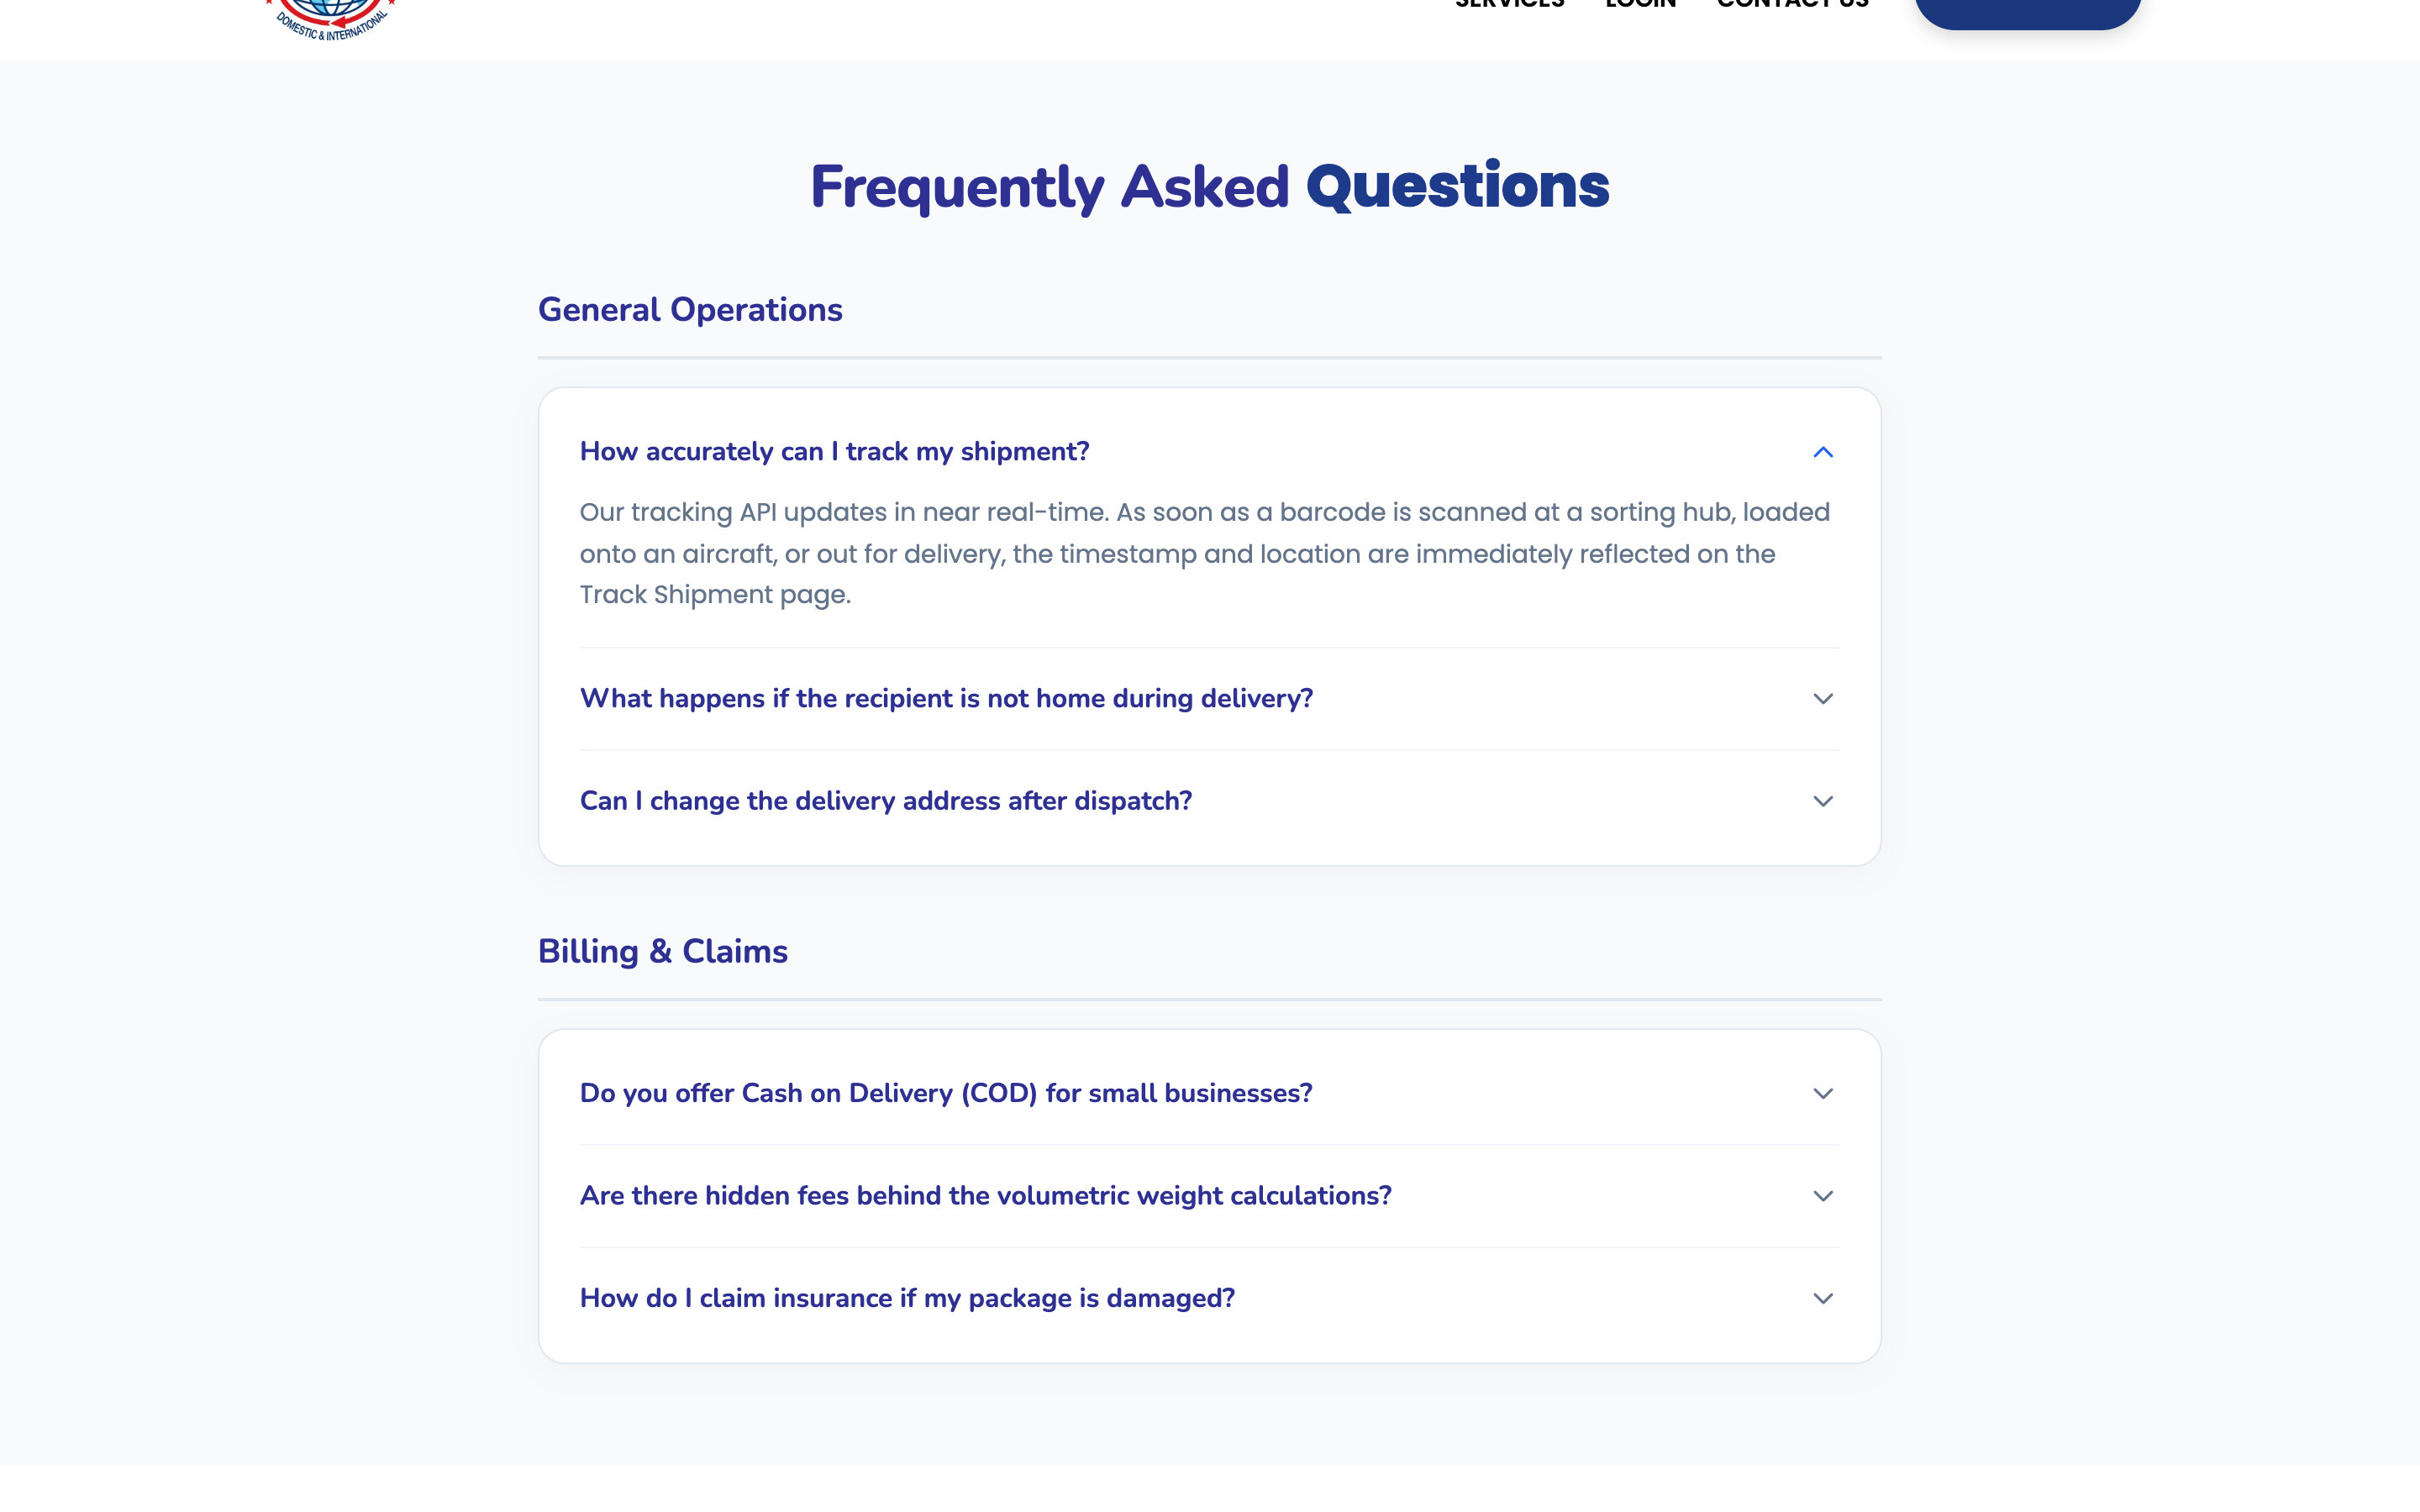 DOMESTIC & INTERNATIONAL
SERVICES LOGIN CONTACT US
Frequently Asked Questions
General Operations
How accurately can I track my shipment?
Our tracking API updates in near real-time. As soon as a barcode is scanned at a sorting hub, loaded
onto an aircraft, or out for delivery, the timestamp and location are immediately reflected on the
Track Shipment page.
What happens if the recipient is not home during delivery?
Can I change the delivery address after dispatch?
Billing & Claims
Do you offer Cash on Delivery (COD) for small businesses?
Are there hidden fees behind the volumetric weight calculations?
How do I claim insurance if my package is damaged?